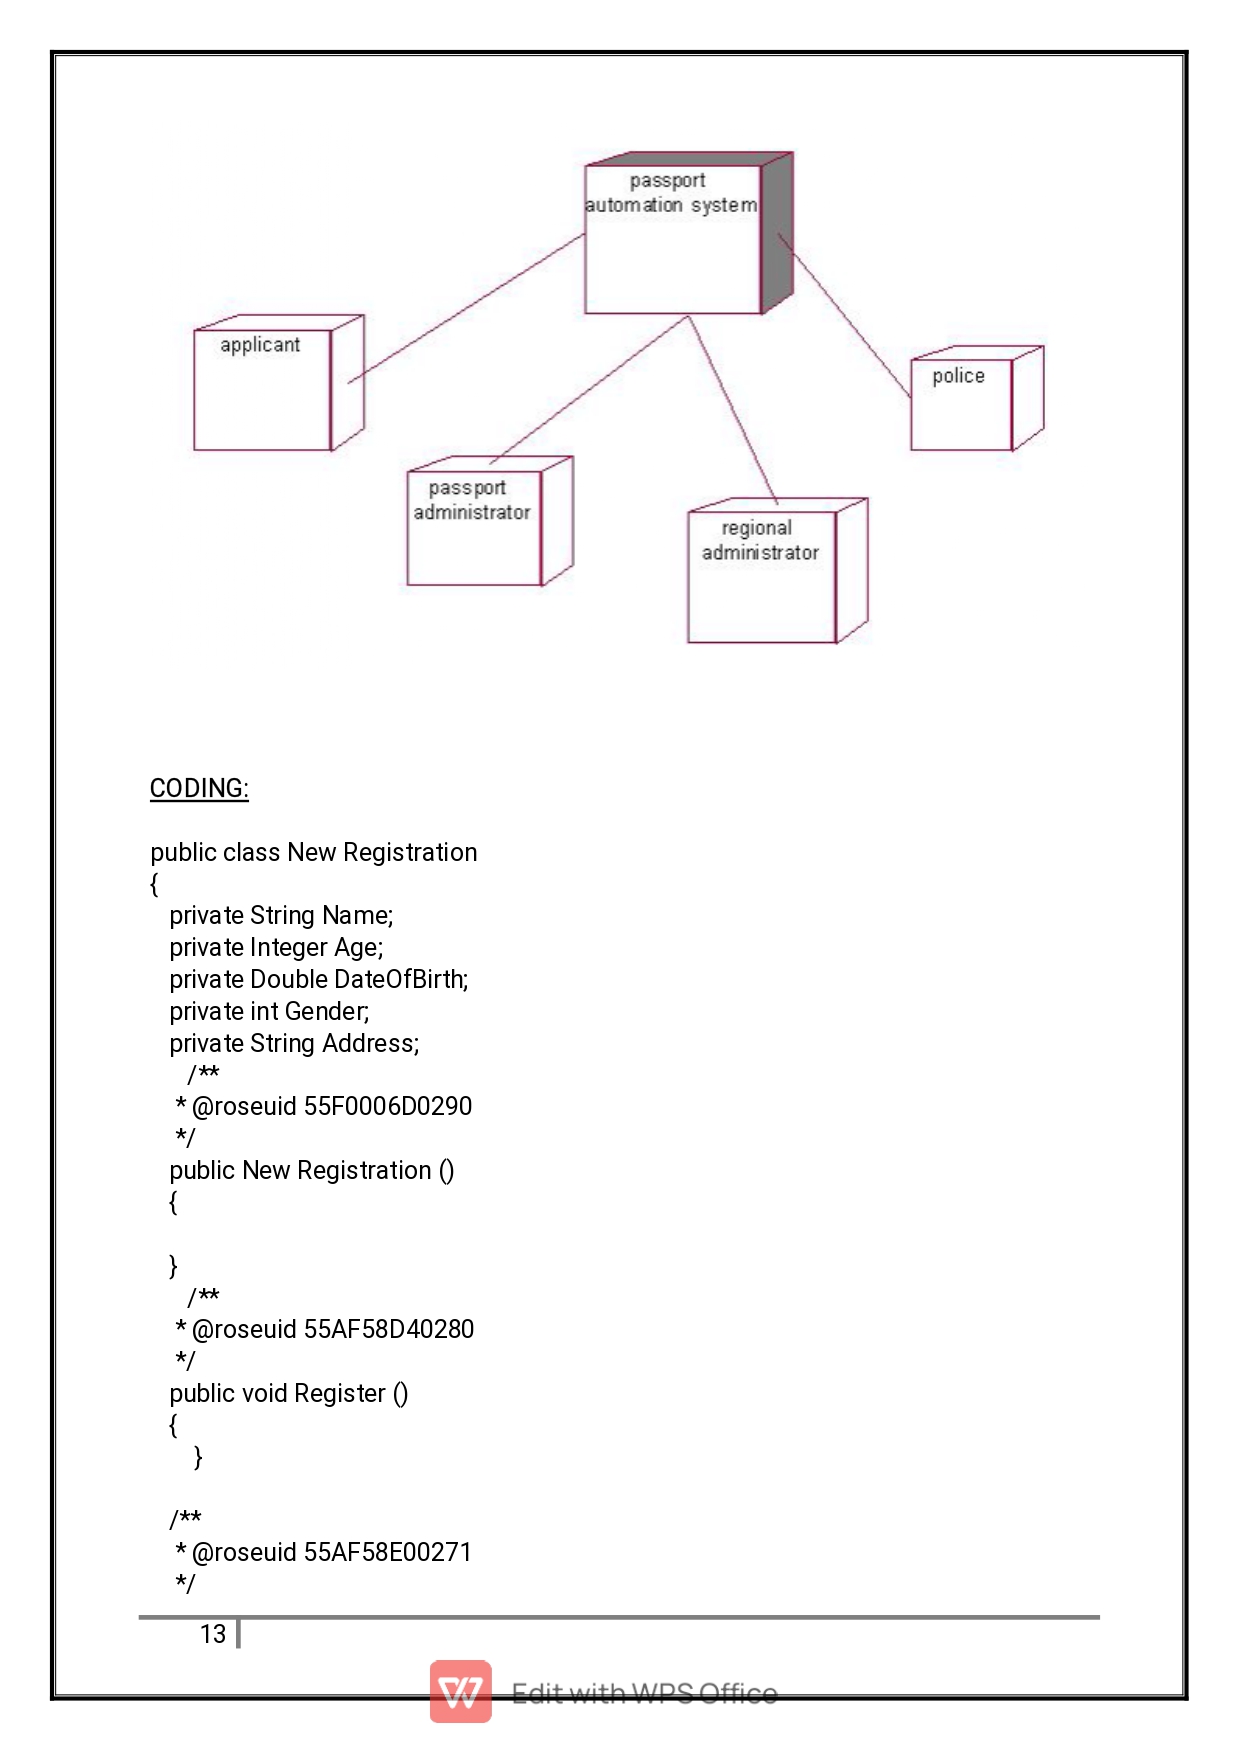 passport
automation system
applicant
police
passport
administrator
regional
administrator
CODING:
public class New Registration
{
private String Name;
private Integer Age;
private Double DateOfBirth;
private int Gender;
private String Address;
/**
* @roseuid 55F0006D0290
*/
public New Registration ()
{
}
/**
* @roseuid 55AF58D40280
*/
public void Register ()
{
}
/**
* @roseuid 55AF58E00271
*/
13
Edit with WPS Office